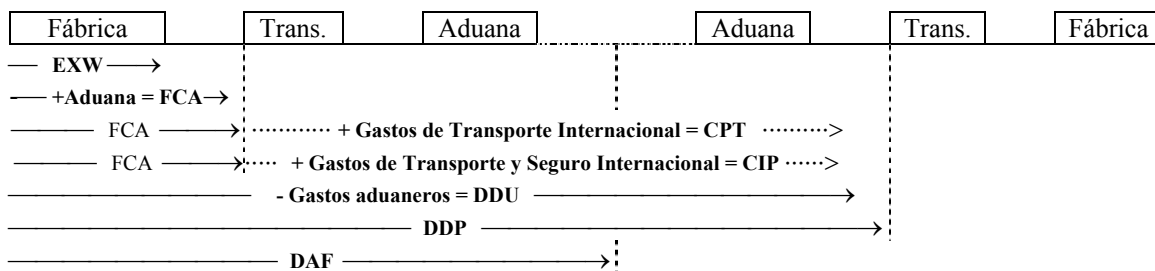 Fábrica Trans. Aduana Aduana Trans. Fábrica
EXW
+Aduana = FCA
FCA + Gastos de Transporte Internacional = CPT
FCA + Gastos de Transporte y Seguro Internacional = CIP
- Gastos aduaneros = DDU
DDP
DAF